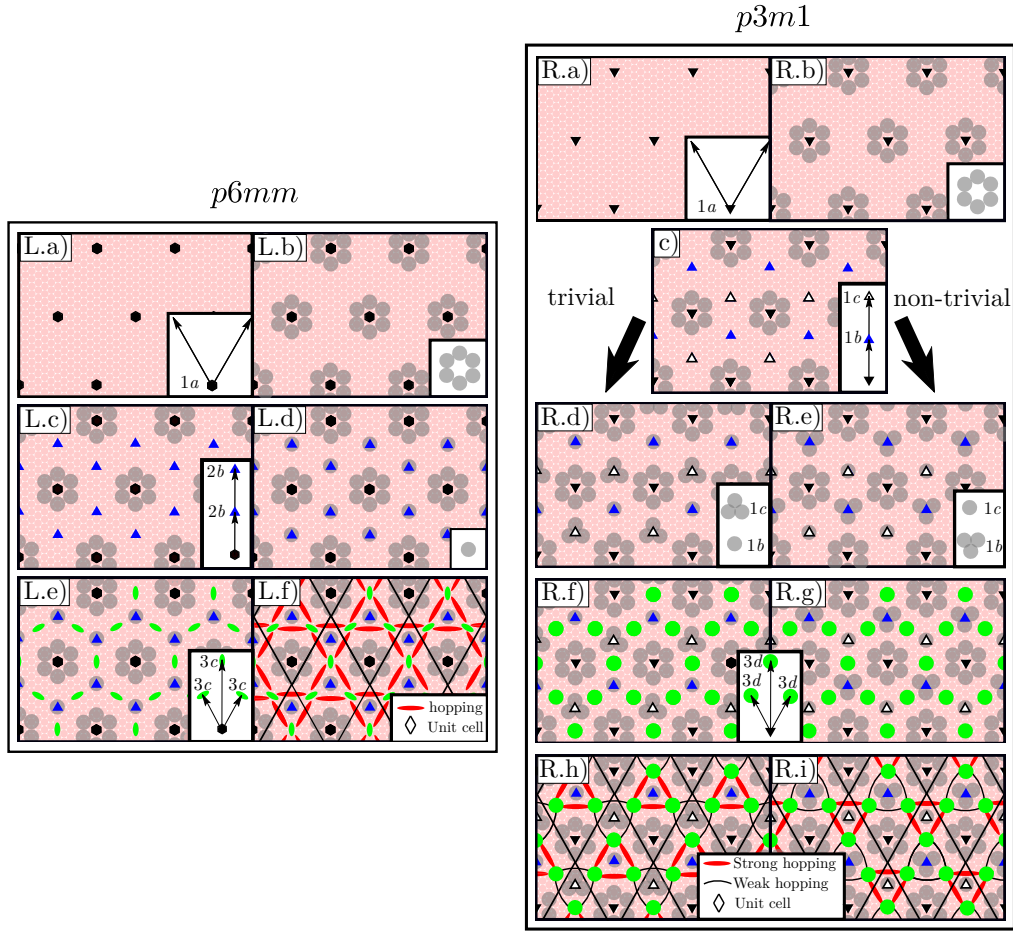 p6mm
L.a)
L.b)
1a
L.c)
L.d)
2b
2b
L.e)
L.f)
3c
3c 3c
hopping
Unit cell
p3m1
R.a)
R.b)
1a
c)
1c
1b
trivial
non-trivial
R.d)
R.e)
1c
1b
1c
1b
R.f)
R.g)
3d
3d 3d
R.h)
R.i)
Strong hopping
Weak hopping
Unit cell